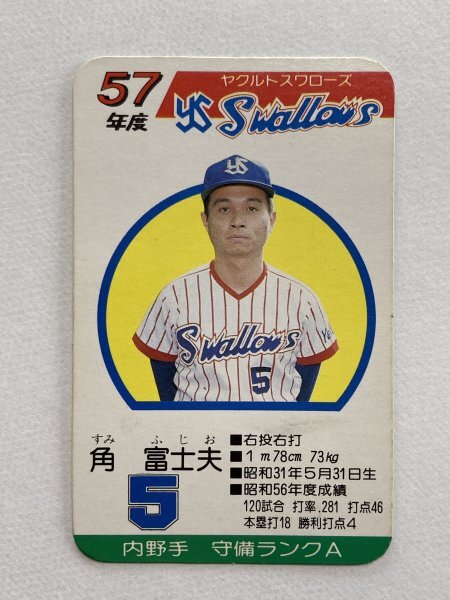 57
年度
ヤクルトスワローズ
YS Swallows
YS
Swallows
5
すみ ふじお
角 富士夫
5
■右投右打
■1m78cm 73kg
■昭和31年5月31日生
■昭和56年度成績
120試合 打率.281 打点46
本塁打18 勝利打点4
内野手 守備ランクA